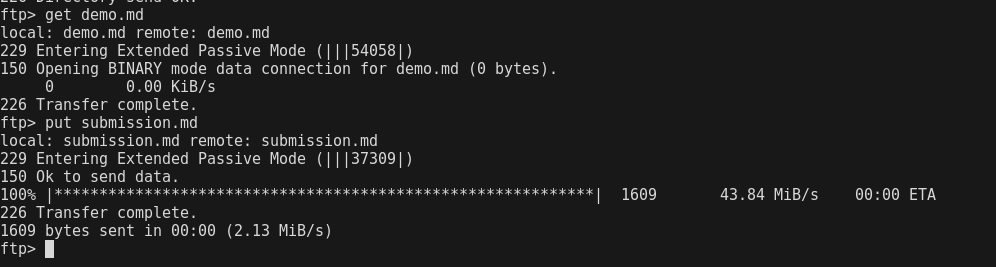 226 Directory send OK.
ftp> get demo.md
local: demo.md remote: demo.md
229 Entering Extended Passive Mode (|||54058|)
150 Opening BINARY mode data connection for demo.md (0 bytes).
     0        0.00 KiB/s
226 Transfer complete.
ftp> put submission.md
local: submission.md remote: submission.md
229 Entering Extended Passive Mode (|||37309|)
150 Ok to send data.
100% |************************************************************|  1609       43.84 MiB/s    00:00 ETA
226 Transfer complete.
1609 bytes sent in 00:00 (2.13 MiB/s)
ftp>